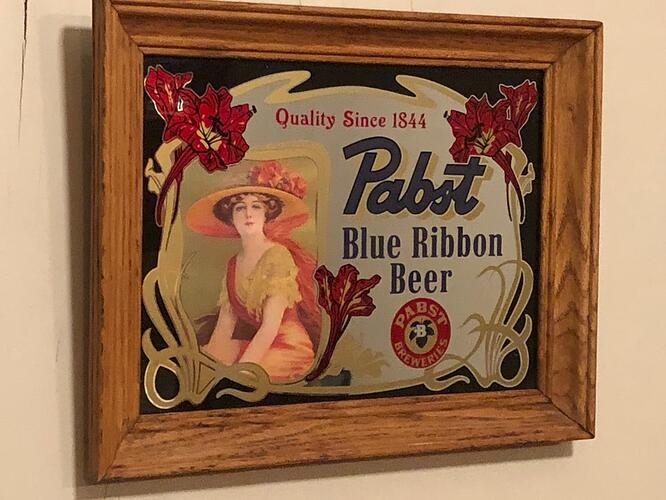 Quality Since 1844
Pabst
Blue Ribbon
Beer
PABST
B
BREWERIES